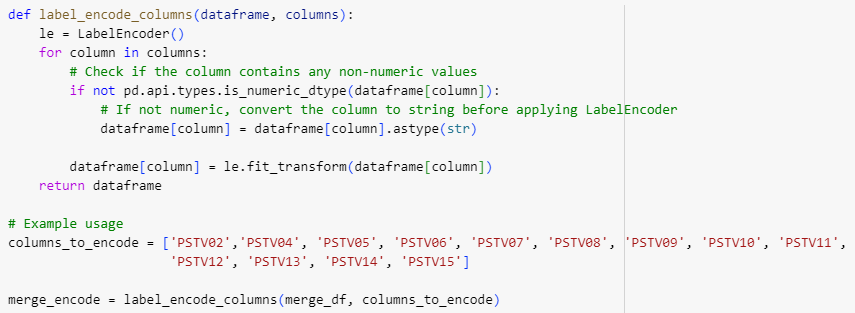 def label_encode_columns(dataframe, columns):
    le = LabelEncoder()
    for column in columns:
        # Check if the column contains any non-numeric values
        if not pd.api.types.is_numeric_dtype(dataframe[column]):
            # If not numeric, convert the column to string before applying LabelEncoder
            dataframe[column] = dataframe[column].astype(str)

        dataframe[column] = le.fit_transform(dataframe[column])
    return dataframe

# Example usage
columns_to_encode = ['PSTV02','PSTV04', 'PSTV05', 'PSTV06', 'PSTV07', 'PSTV08', 'PSTV09', 'PSTV10', 'PSTV11',
                     'PSTV12', 'PSTV13', 'PSTV14', 'PSTV15']

merge_encode = label_encode_columns(merge_df, columns_to_encode)